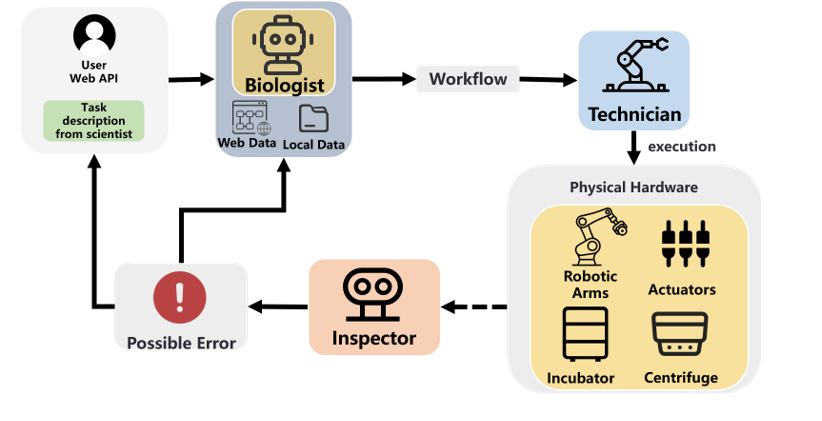 User
Web API
Task
description
from scientist
Biologist
Web Data
Local Data
Workflow
Technician
execution
Physical Hardware
Robotic
Arms
Actuators
Incubator
Centrifuge
Inspector
Possible Error